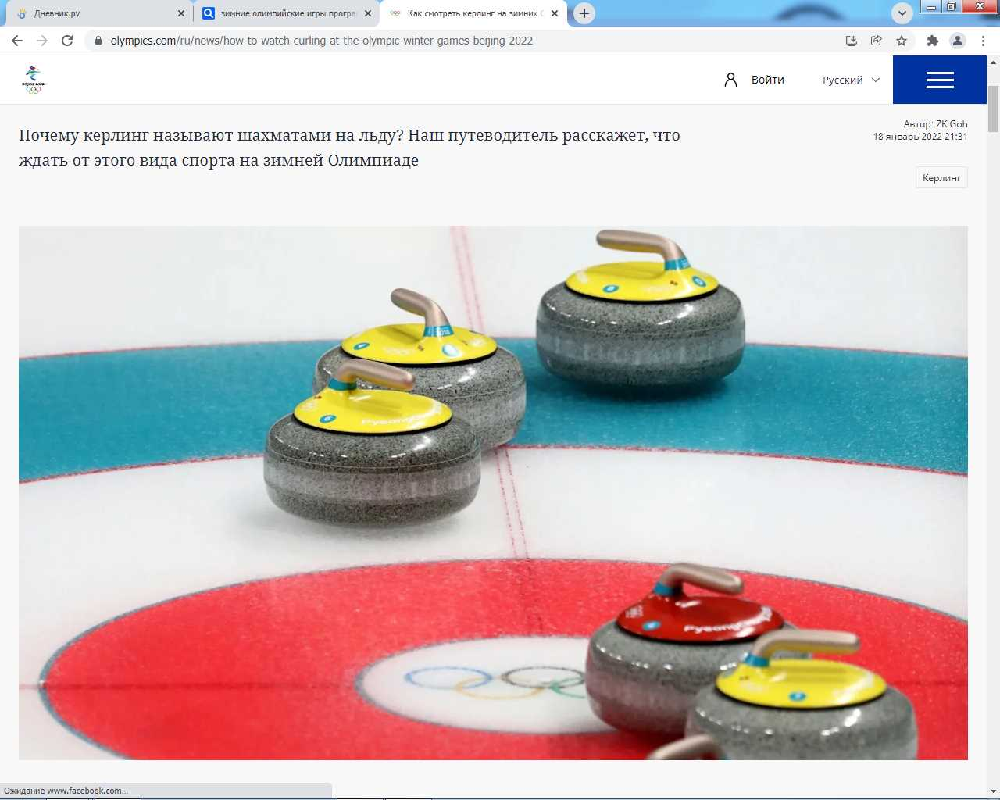 Дневник.ру
зимние олимпийские игры програ
Как смотреть керлинг на зимних О
olympics.com/ru/news/how-to-watch-curling-at-the-olympic-winter-games-beijing-2022
BEIJING 2022
Войти
Русский
Почему керлинг называют шахматами на льду? Наш путеводитель расскажет, что
ждать от этого вида спорта на зимней Олимпиаде
Автор: ZK Goh
18 январь 2022 21:31
Керлинг
2018
Ожидание www.facebook.com...